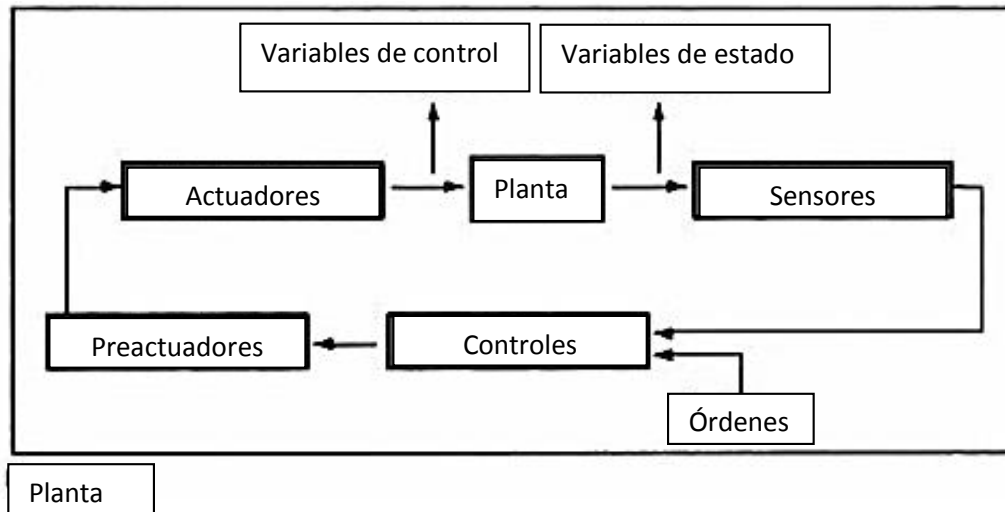 Variables de control
Variables de estado
Actuadores
Planta
Sensores
Preactuadores
Controles
Órdenes
Planta